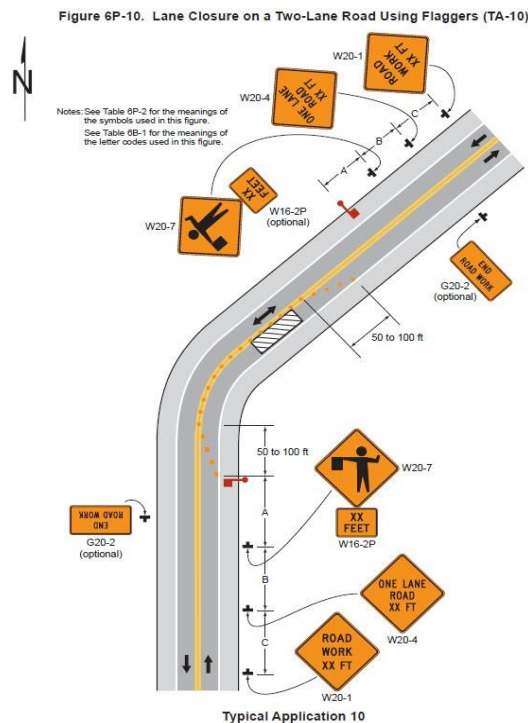 Figure 6P-10. Lane Closure on a Two-Lane Road Using Flaggers (TA-10)
N
Notes: See Table 6P-2 for the meanings of
the symbols used in this figure.
See Table 6B-1 for the meanings of
the letter codes used in this figure.
W20-1
ROAD
WORK
XX FT
W20-4
ONE LANE
ROAD
XX FT
C
B
A
XX
FEET
W16-2P
(optional)
W20-7
END
ROAD WORK
G20-2
(optional)
50 to 100 ft
50 to 100 ft
W20-7
XX
FEET
W16-2P
A
END
ROAD WORK
G20-2
(optional)
B
ONE LANE
ROAD
XX FT
W20-4
C
ROAD
WORK
XX FT
W20-1
Typical Application 10